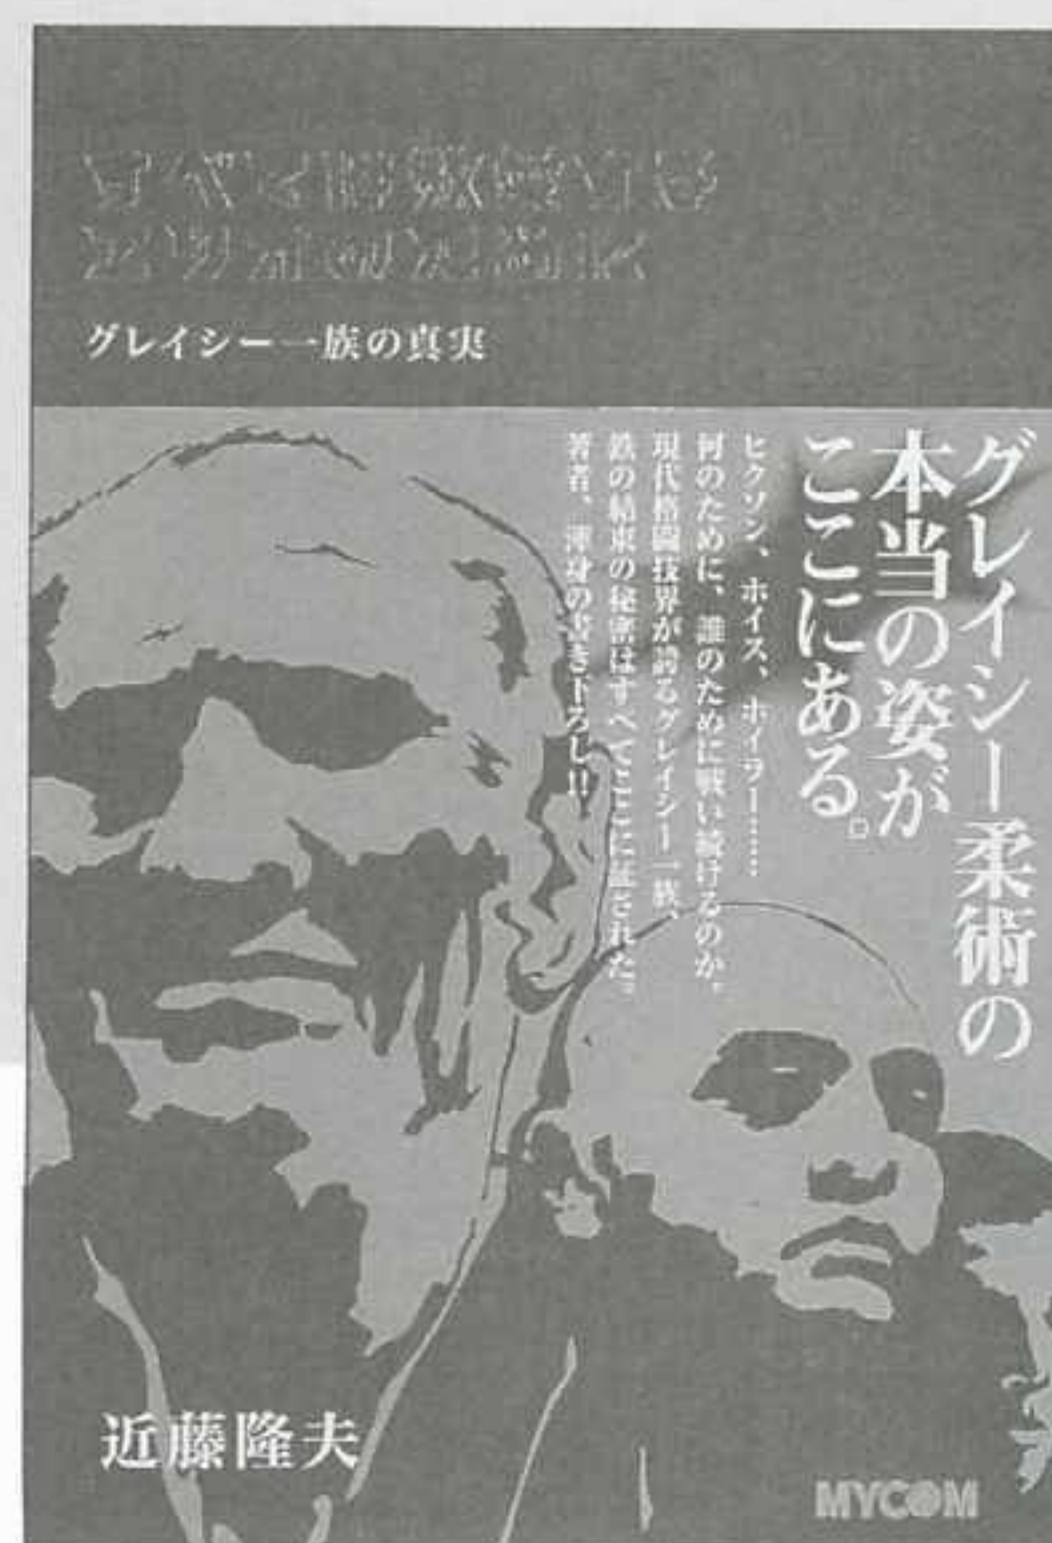 グレイシー一族の真実
グレイシー柔術の
本当の姿が
ここにある。
ヒクソン、ホイス、ホイラー……
何のために、誰のために戦い続けるのか。
現代格闘技界が誇るグレイシー一族、
鉄の結束の秘密はすべてここに証された。
著者、渾身の書き下ろし!!
近藤隆夫
MYCOM